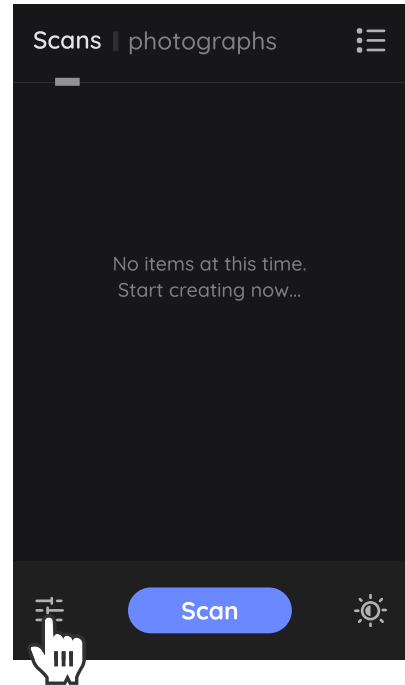 Scans photographs
No items at this time.
Start creating now...
Scan